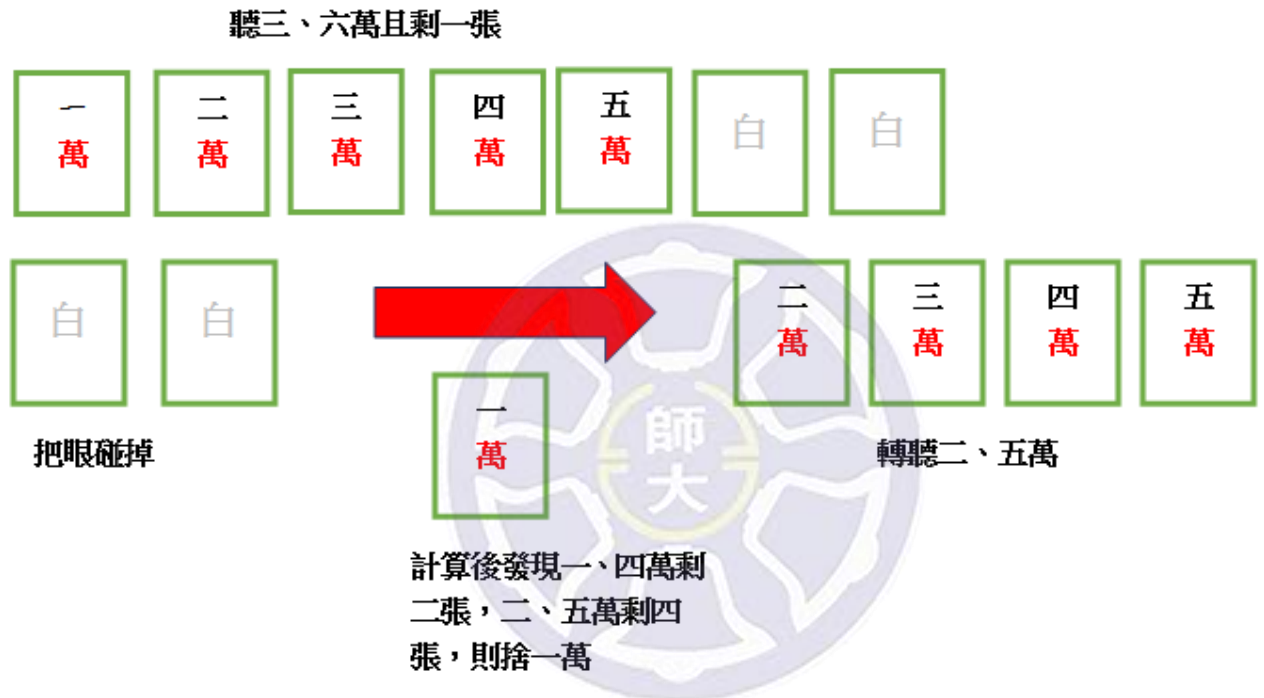 聽三、六萬且剩一張
一萬 二萬 三萬 四萬 五萬 白 白
白 白
二萬 三萬 四萬 五萬
一萬
把眼碰掉
轉聽二、五萬
師大
計算後發現一、四萬剩
二張，二、五萬剩四
張，則捨一萬